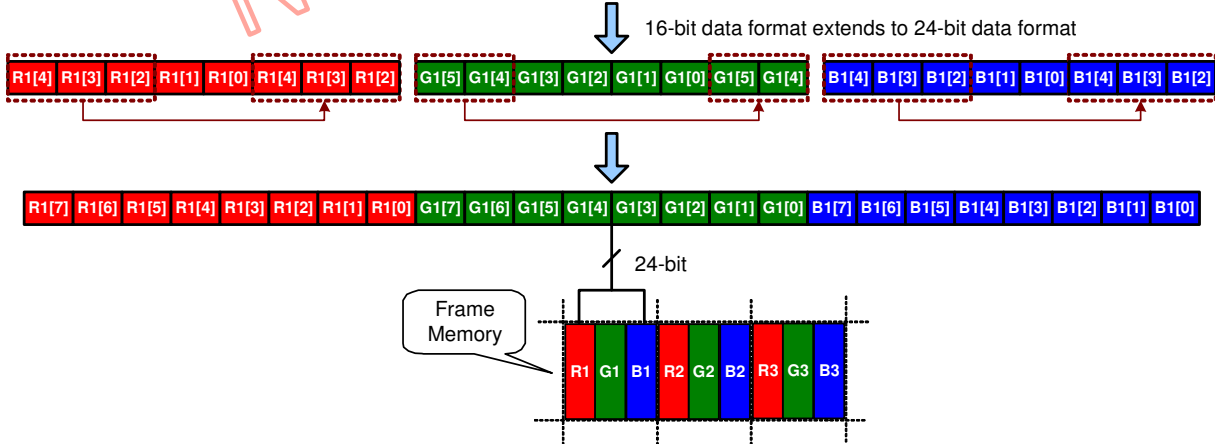 16-bit data format extends to 24-bit data format
R1[4] R1[3] R1[2] R1[1] R1[0] R1[4] R1[3] R1[2] G1[5] G1[4] G1[3] G1[2] G1[1] G1[0] G1[5] G1[4] B1[4] B1[3] B1[2] B1[1] B1[0] B1[4] B1[3] B1[2]
R1[7] R1[6] R1[5] R1[4] R1[3] R1[2] R1[1] R1[0] G1[7] G1[6] G1[5] G1[4] G1[3] G1[2] G1[1] G1[0] B1[7] B1[6] B1[5] B1[4] B1[3] B1[2] B1[1] B1[0]
24-bit
Frame
Memory
R1 G1 B1 R2 G2 B2 R3 G3 B3